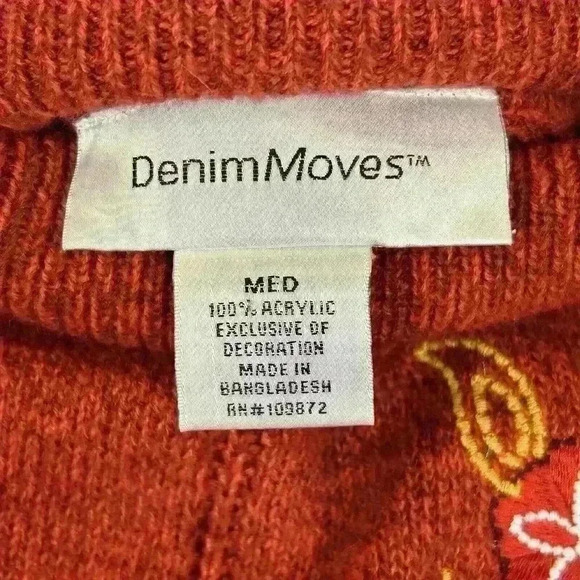 DenimMoves™
MED
100% ACRYLIC
EXCLUSIVE OF
DECORATION
MADE IN
BANGLADESH
RN#109872